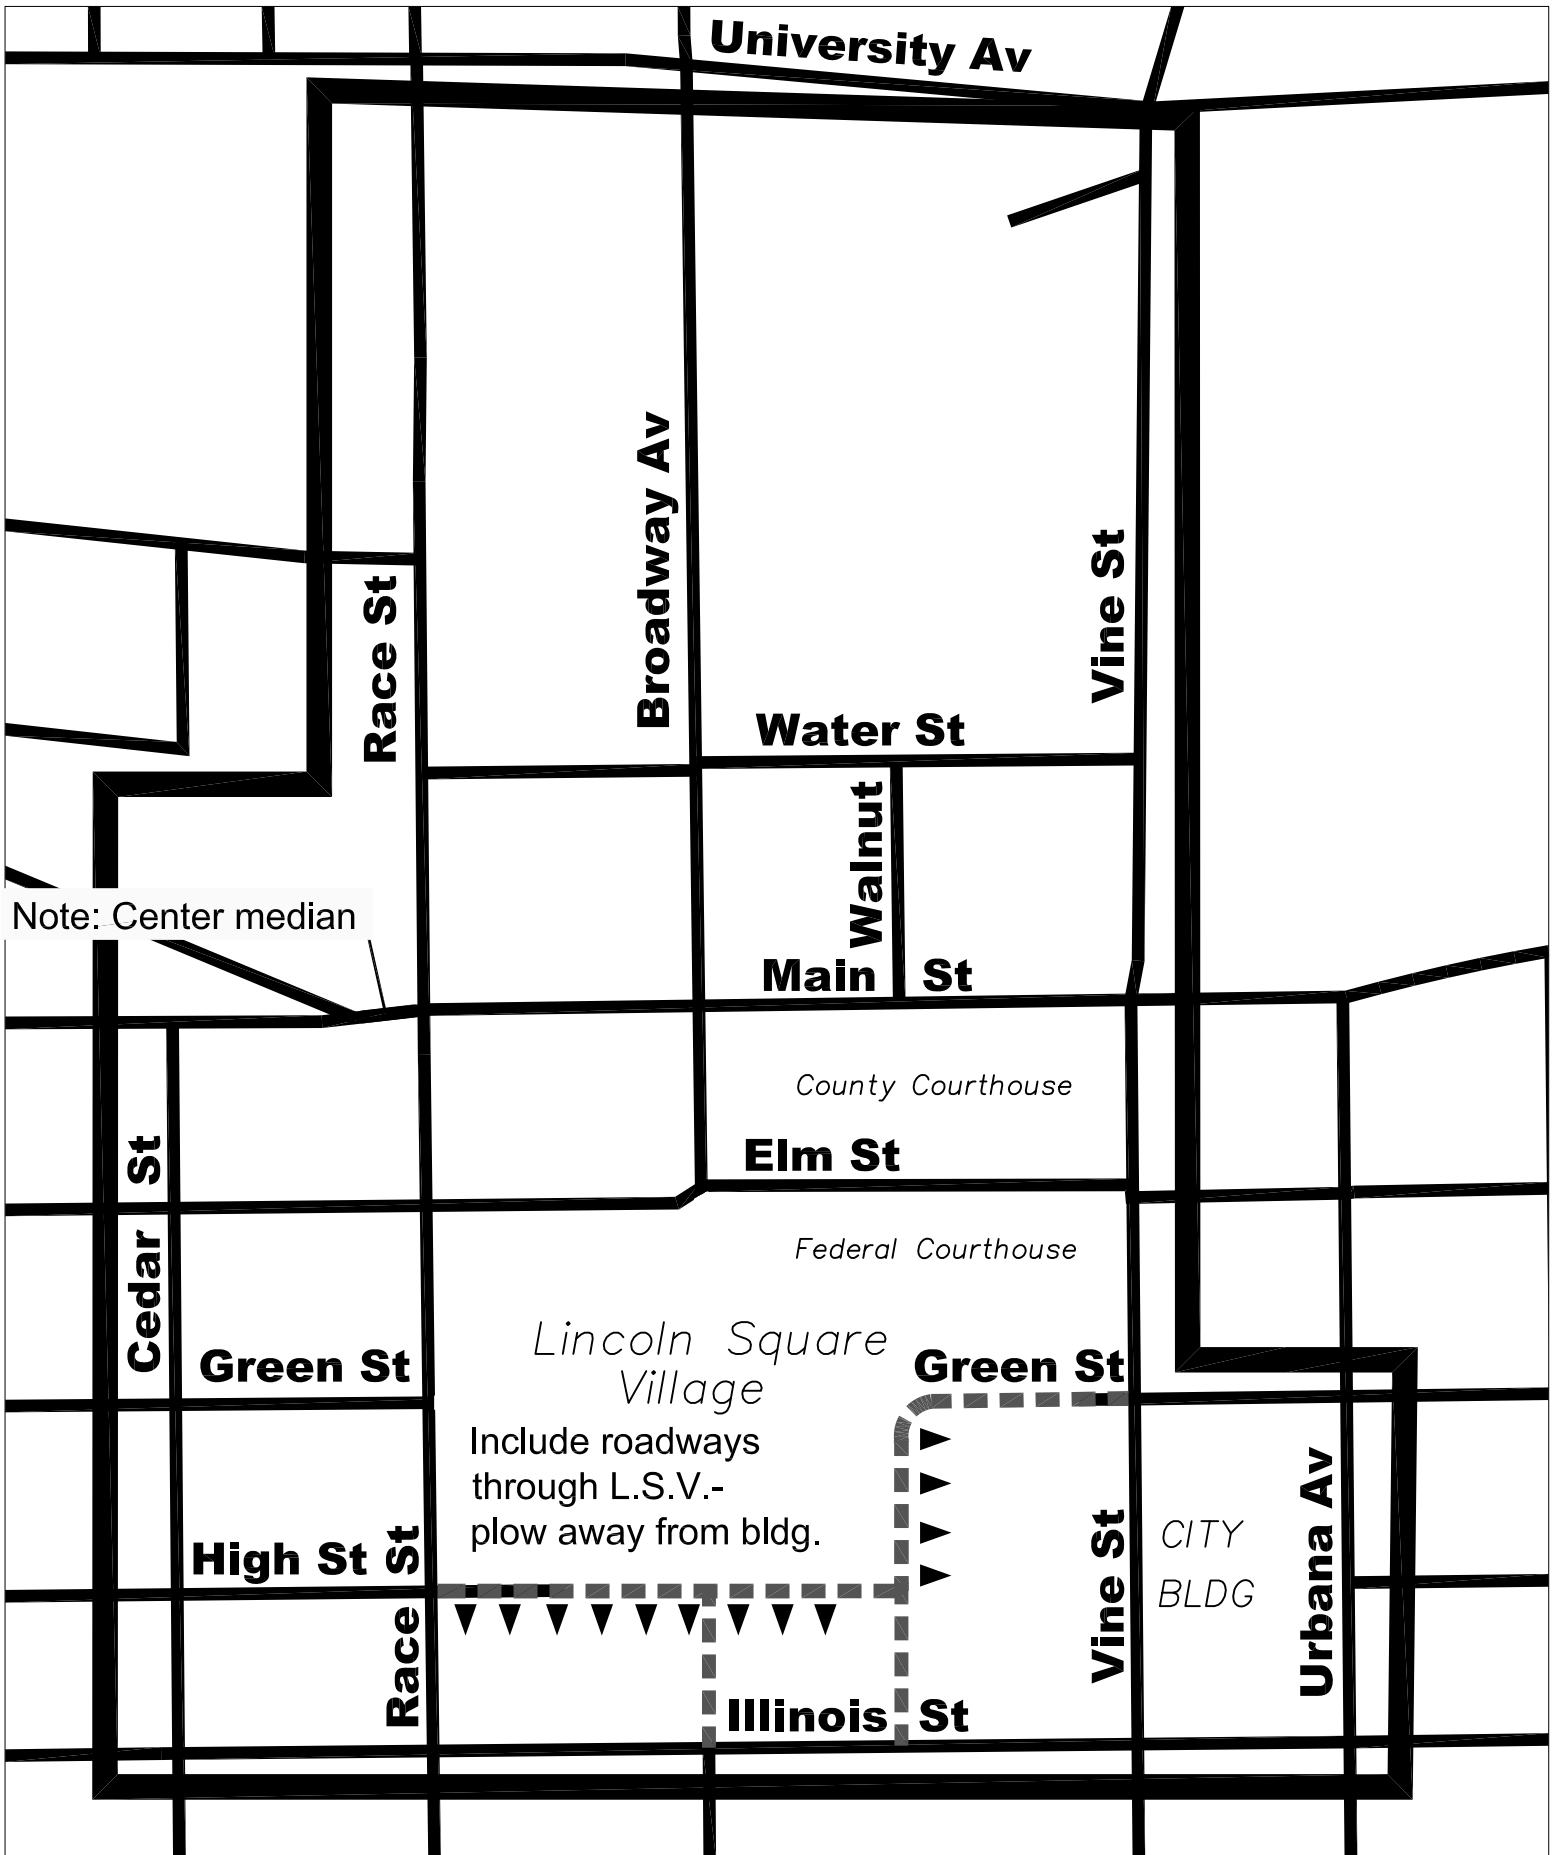 University Av
Broadway Av
Vine St
Race St
Water St
Walnut
Note: Center median
Main St
County Courthouse
Cedar St
Elm St
Federal Courthouse
Lincoln Square
Village
Green St
Green St
Include roadways
through L.S.V.-
plow away from bldg.
High St
Race St
Vine St
CITY
BLDG
Urbana Av
Illinois St